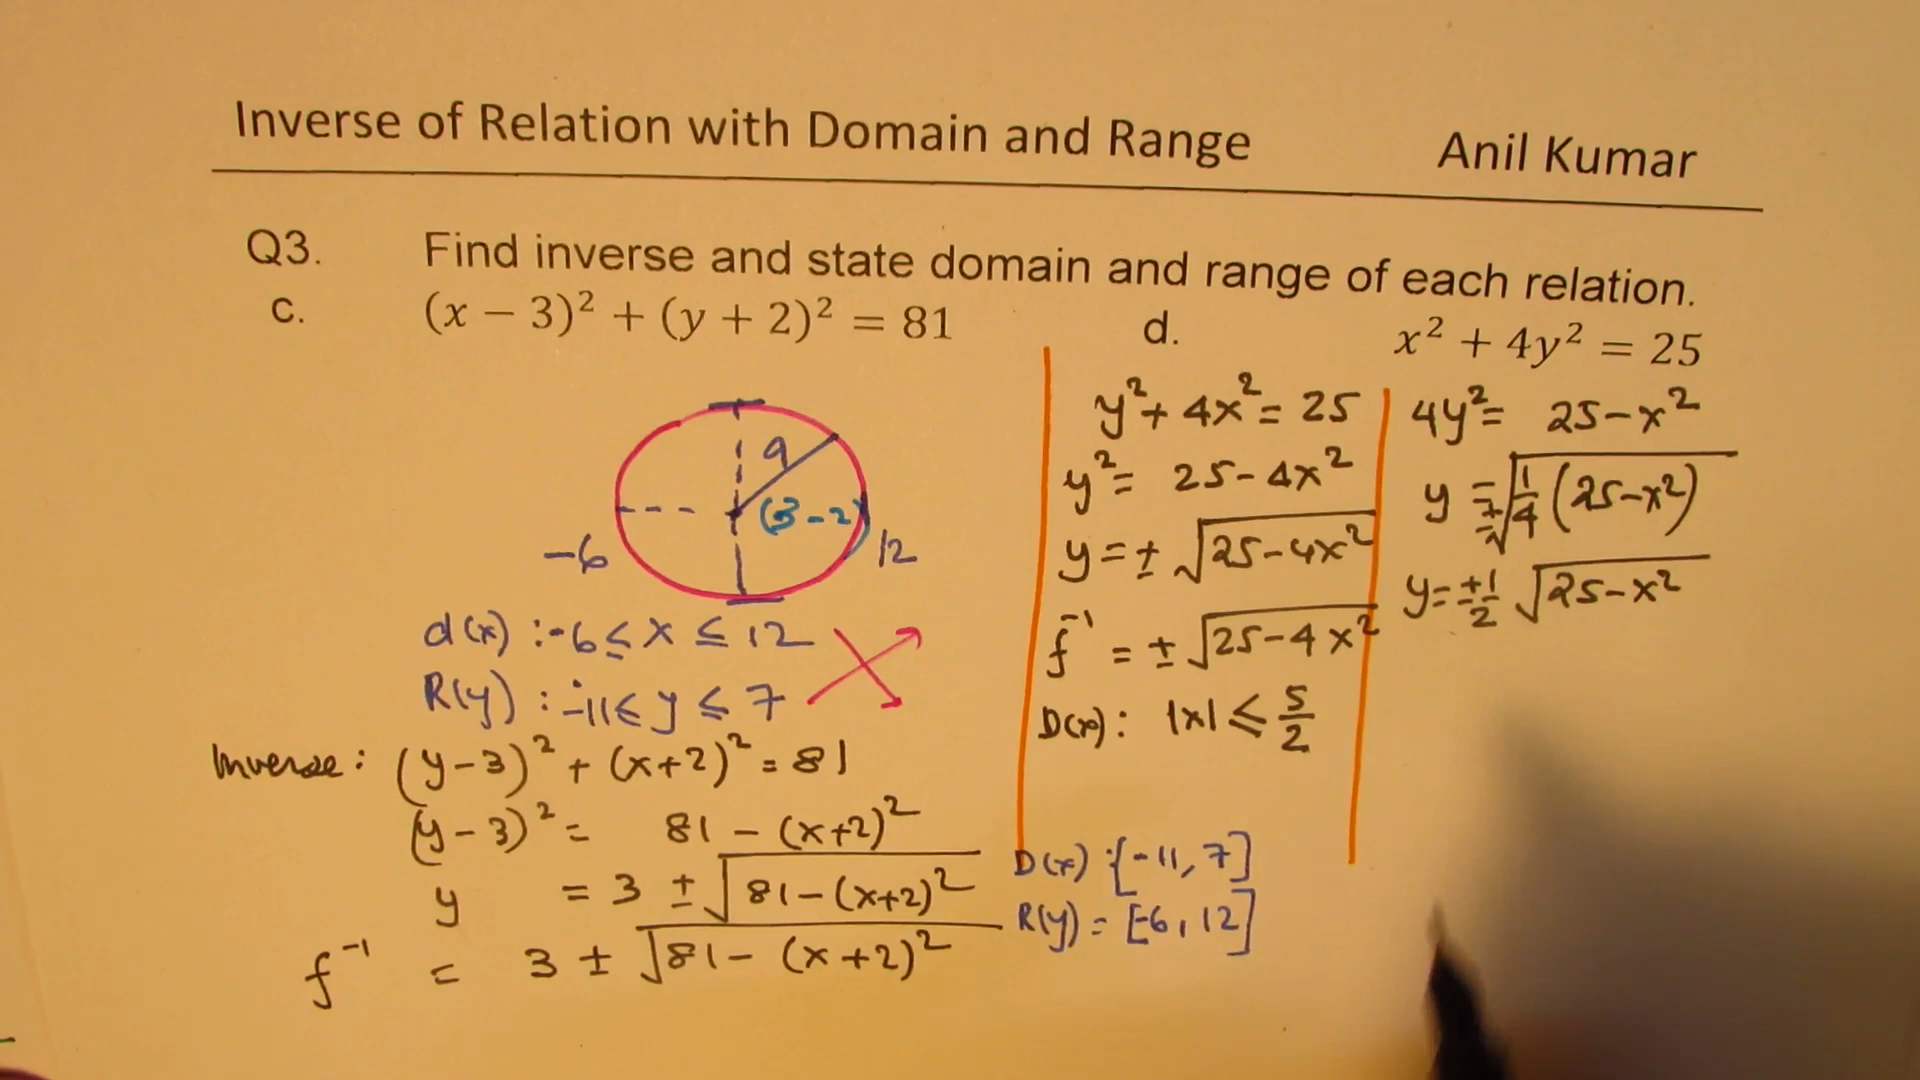 Inverse of Relation with Domain and Range Anil Kumar
Q3. Find inverse and state domain and range of each relation.
c. (x − 3)² + (y + 2)² = 81
9
(3 -2)
-6
12
d(x) : -6 ≤ x ≤ 12
R(y) : -11 ≤ y ≤ 7
Inverse : (y-3)² + (x+2)² = 81
(y-3)² = 81 - (x+2)²
y = 3 ± √81-(x+2)²
f⁻¹ = 3 ± √81- (x+2)²
D(x) : [-11, 7]
R(y) = [-6, 12]
d. x² + 4y² = 25
y² + 4x² = 25
y² = 25 - 4x²
y = ± √25-4x²
f⁻¹ = ± √25-4x²
D(x) : |x| ≤ 5/2
4y² = 25-x²
y = ± √1/4 (25-x²)
y = ± 1/2 √25-x²